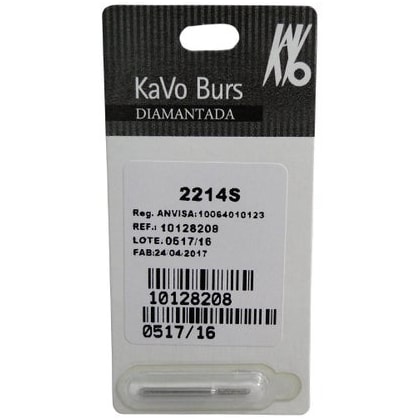 KaVo
KaVo Burs
DIAMANTADA
2214S
Reg. ANVISA:10064010123
REF.: 10128208
LOTE. 0517/16
FAB:24/04/2017
10128208
0517/16